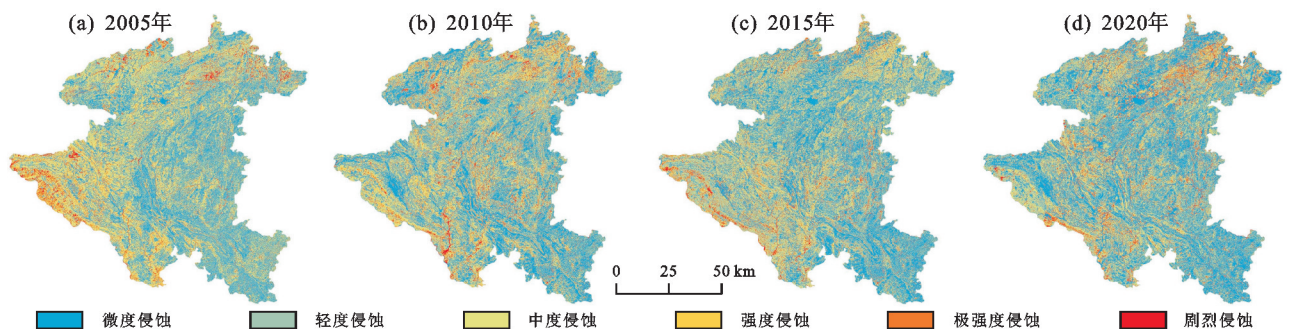 (a) 2005年
(b) 2010年
(c) 2015年
(d) 2020年
0 25 50 km
微度侵蚀 轻度侵蚀 中度侵蚀 强度侵蚀 极强度侵蚀 剧烈侵蚀